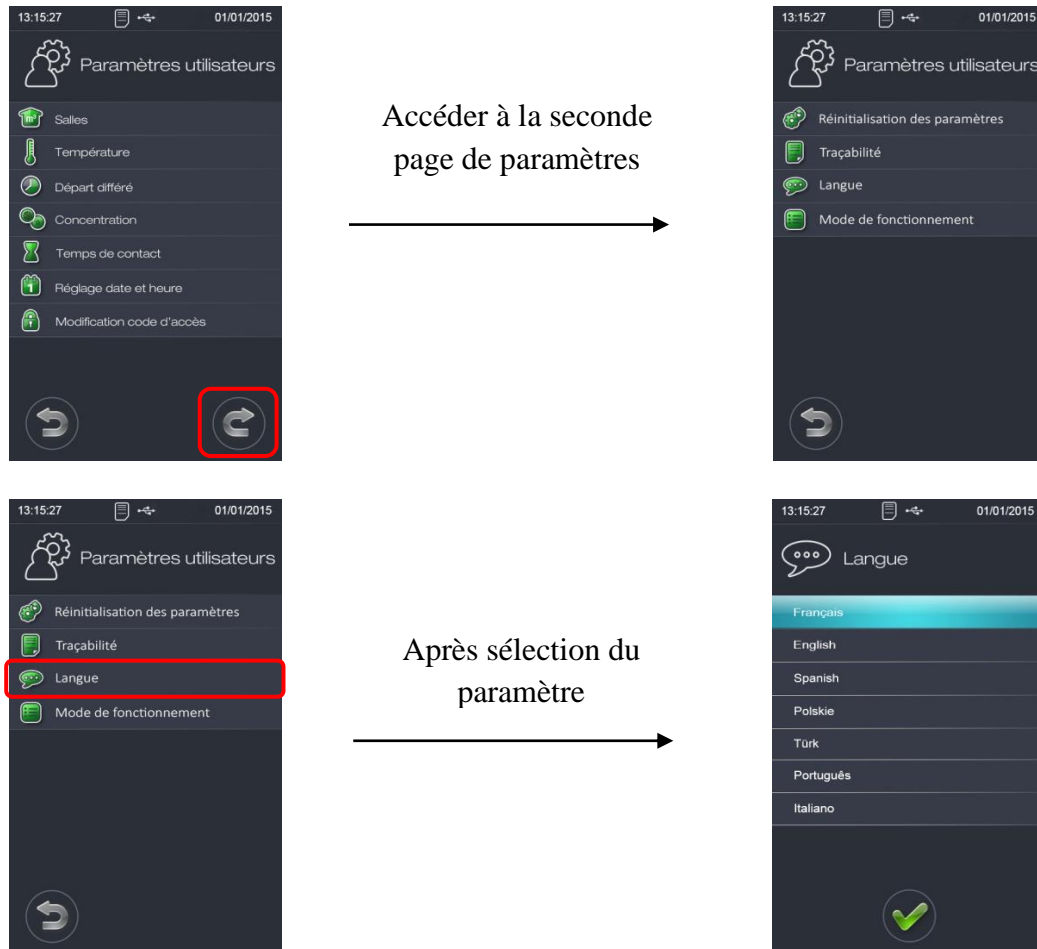 13:15:27 01/01/2015
Paramètres utilisateurs
Salles
Température
Départ différé
Concentration
Temps de contact
Réglage date et heure
Modification code d'accès
Accéder à la seconde
page de paramètres
13:15:27 01/01/2015
Paramètres utilisateurs
Réinitialisation des paramètres
Traçabilité
Langue
Mode de fonctionnement
13:15:27 01/01/2015
Paramètres utilisateurs
Réinitialisation des paramètres
Traçabilité
Langue
Mode de fonctionnement
Après sélection du
paramètre
13:15:27 01/01/2015
Langue
Français
English
Spanish
Polskie
Türk
Português
Italiano